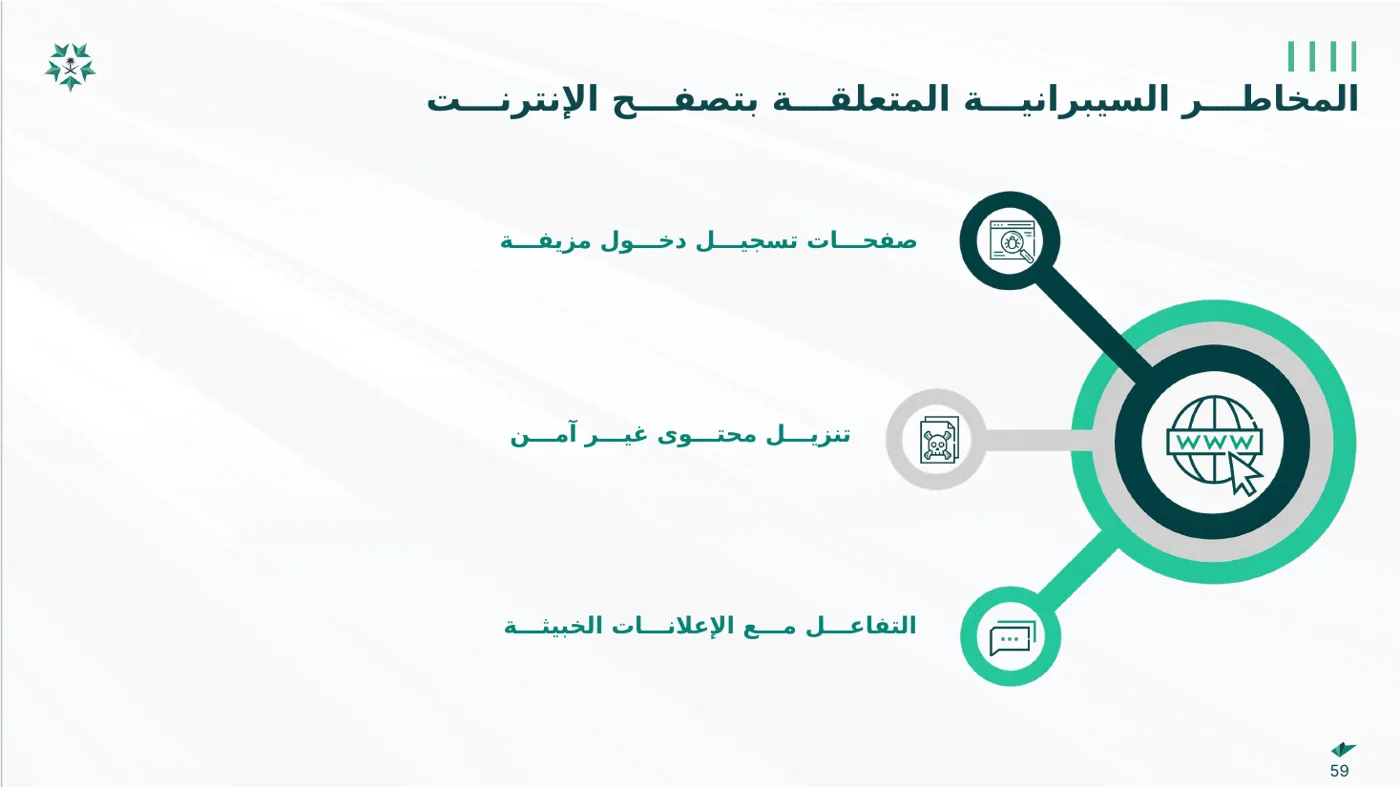 المخاطـــر السيبرانيـــة المتعلقـــة بتصفـــح الإنترنـــت
صفحـــات تسجيـــل دخـــول مزيفـــة
تنزيـــل محتـــوى غيـــر آمـــن
WWW
التفاعـــل مـــع الإعلانـــات الخبيثـــة
59